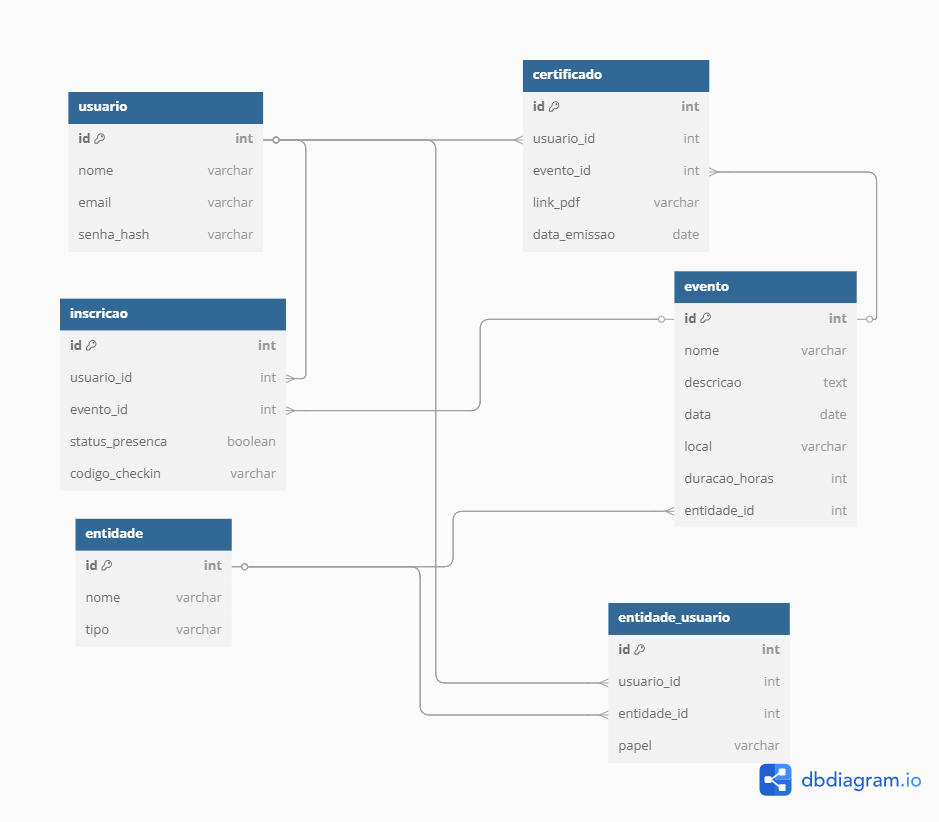 usuario
id int
nome varchar
email varchar
senha_hash varchar
certificado
id int
usuario_id int
evento_id int
link_pdf varchar
data_emissao date
inscricao
id int
usuario_id int
evento_id int
status_presenca boolean
codigo_checkin varchar
evento
id int
nome varchar
descricao text
data date
local varchar
duracao_horas int
entidade_id int
entidade
id int
nome varchar
tipo varchar
entidade_usuario
id int
usuario_id int
entidade_id int
papel varchar
dbdiagram.io